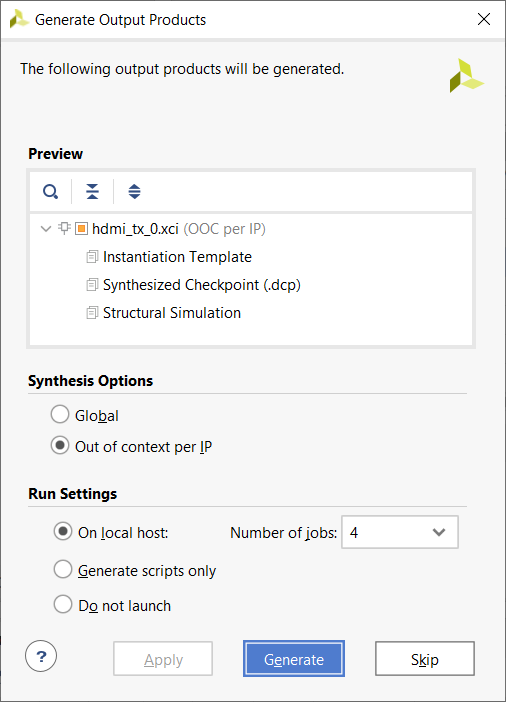 Generate Output Products
The following output products will be generated.
Preview
hdmi_tx_0.xci (OOC per IP)
Instantiation Template
Synthesized Checkpoint (.dcp)
Structural Simulation
Synthesis Options
Global
Out of context per IP
Run Settings
On local host: Number of jobs: 4
Generate scripts only
Do not launch
? Apply Generate Skip